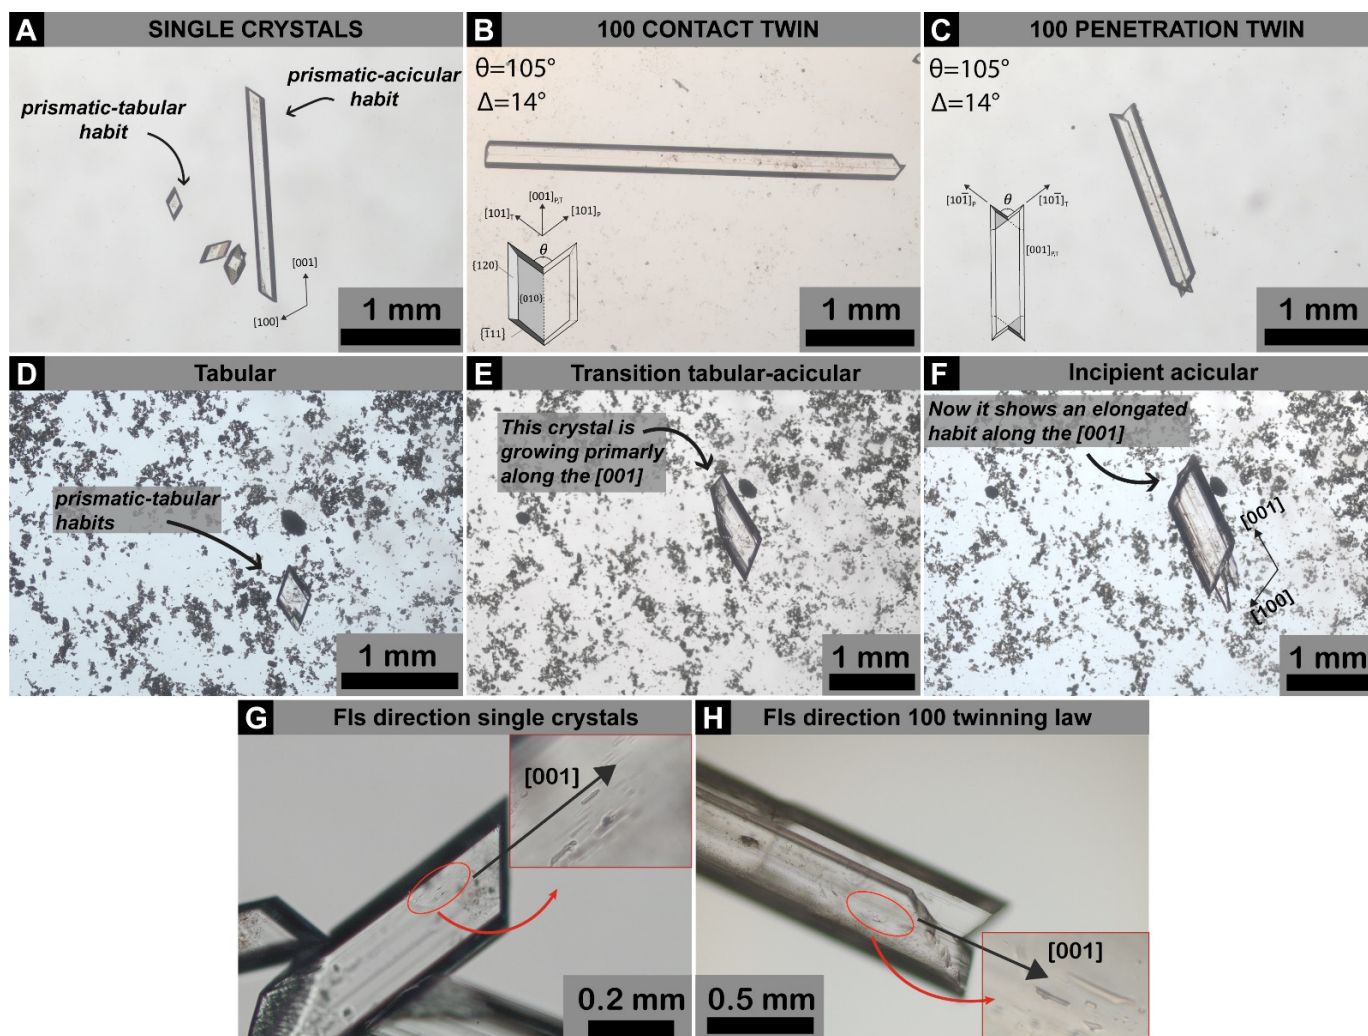 A SINGLE CRYSTALS
prismatic-acicular
habit
prismatic-tabular
habit
[001]
[100]
1 mm
B 100 CONTACT TWIN
θ=105°
Δ=14°
[001]P,T
[101]T
[101]P
θ
{120}
{010}
{1̅11}
1 mm
C 100 PENETRATION TWIN
θ=105°
Δ=14°
[101̅]P
θ
[101̅]T
[001]P,T
1 mm
D Tabular
prismatic-tabular
habits
1 mm
E Transition tabular-acicular
This crystal is
growing primarly
along the [001]
1 mm
F Incipient acicular
Now it shows an elongated
habit along the [001]
[001]
[100]
1 mm
G FIs direction single crystals
[001]
0.2 mm
H FIs direction 100 twinning law
[001]
0.5 mm